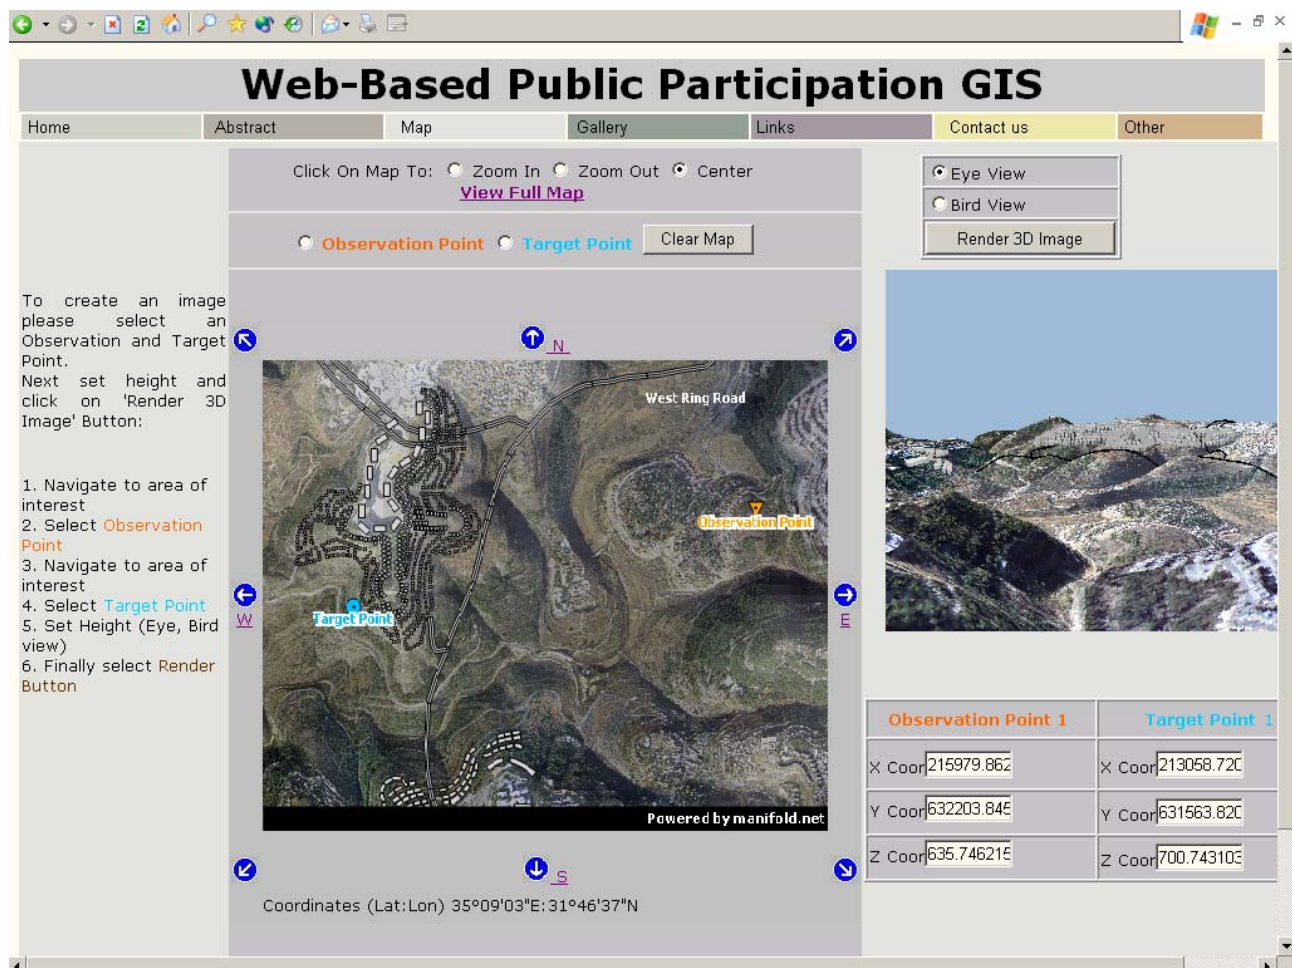 Web-Based Public Participation GIS
Home Abstract Map Gallery Links Contact us Other
Click On Map To: Zoom In Zoom Out Center
View Full Map
Observation Point Target Point Clear Map
Eye View
Bird View
Render 3D Image
To create an image
please select an
Observation and Target
Point.
Next set height and
click on 'Render 3D
Image' Button:
1. Navigate to area of
interest
2. Select Observation
Point
3. Navigate to area of
interest
4. Select Target Point
5. Set Height (Eye, Bird
view)
6. Finally select Render
Button
N
West Ring Road
Observation Point
W
Target Point
E
Powered by manifold.net
S
Coordinates (Lat:Lon) 35º09'03"E:31º46'37"N
Observation Point 1 Target Point 1
X Coor 215979.862 X Coor 213058.720
Y Coor 632203.845 Y Coor 631563.820
Z Coor 635.746215 Z Coor 700.743103